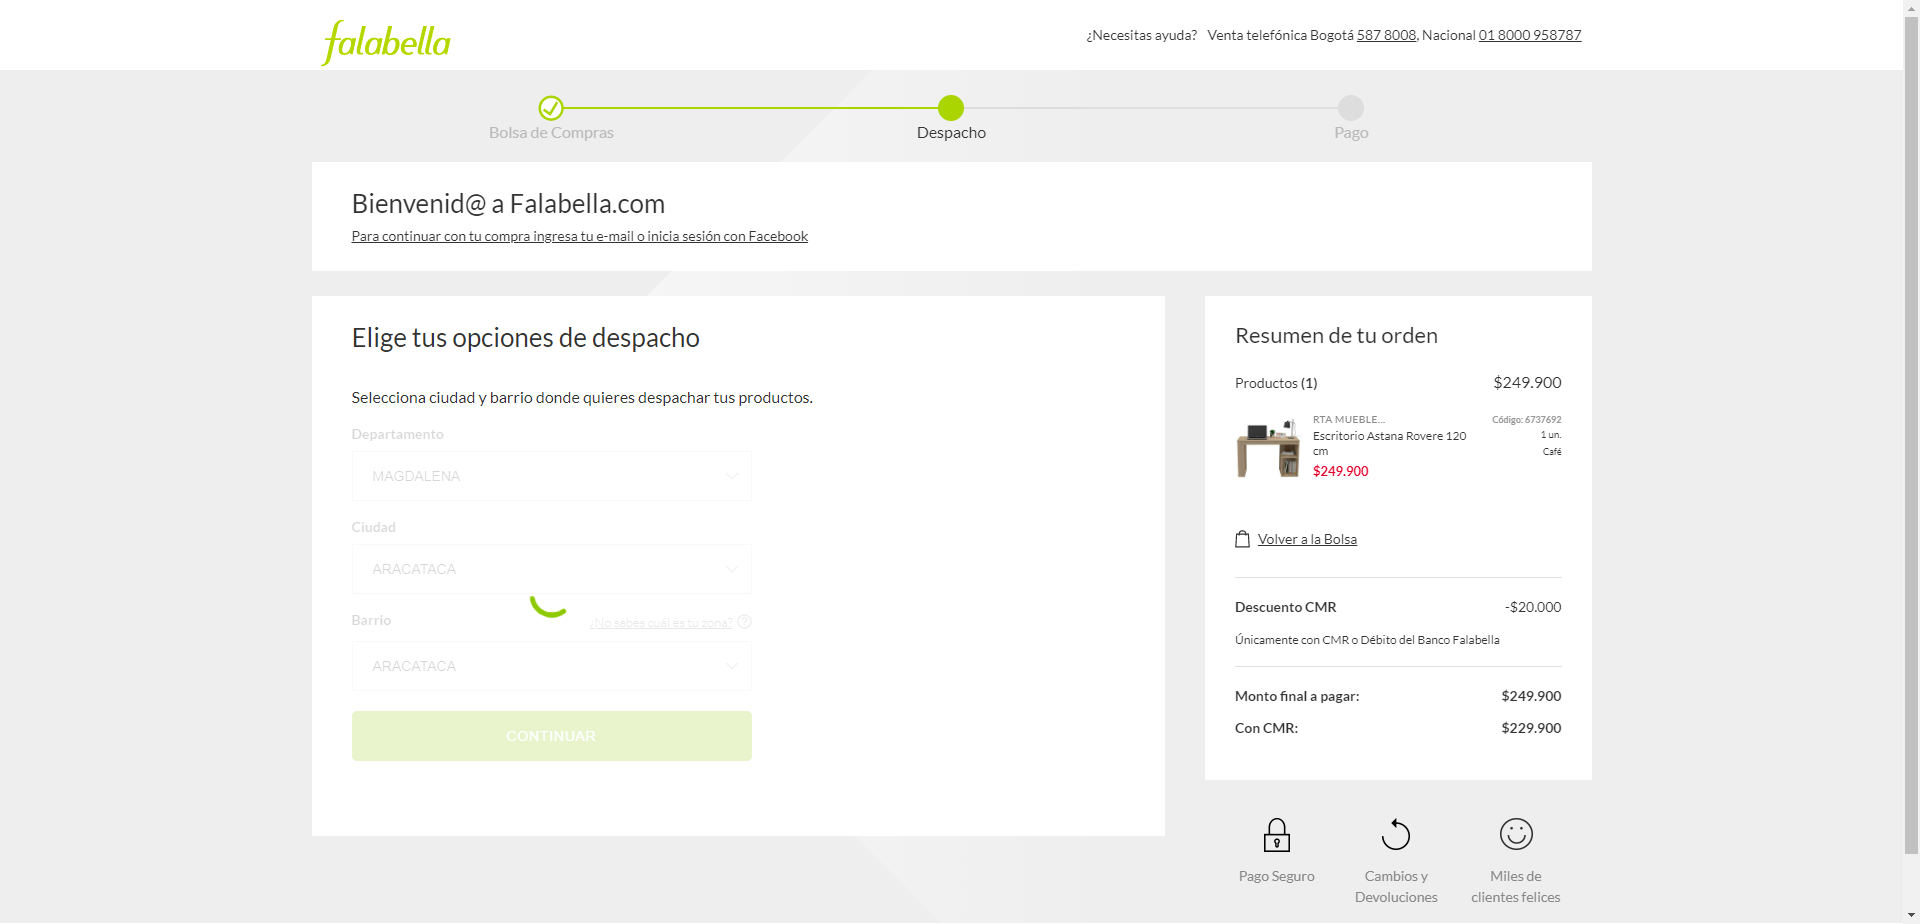 falabella
¿Necesitas ayuda? Venta telefónica Bogotá 587 8008, Nacional 01 8000 958787
Bolsa de Compras
Despacho
Pago
Bienvenid@ a Falabella.com
Para continuar con tu compra ingresa tu e-mail o inicia sesión con Facebook
Elige tus opciones de despacho
Selecciona ciudad y barrio donde quieres despachar tus productos.
Departamento
MAGDALENA
Ciudad
ARACATACA
Barrio
¿No sabes cuál es tu zona? ?
ARACATACA
CONTINUAR
Resumen de tu orden
Productos (1) $249.900
RTA MUEBLE... Código: 6737692
Escritorio Astana Rovere 120 1 un.
cm Café
$249.900
Volver a la Bolsa
Descuento CMR -$20.000
Únicamente con CMR o Débito del Banco Falabella
Monto final a pagar: $249.900
Con CMR: $229.900
Pago Seguro
Cambios y
Devoluciones
Miles de
clientes felices